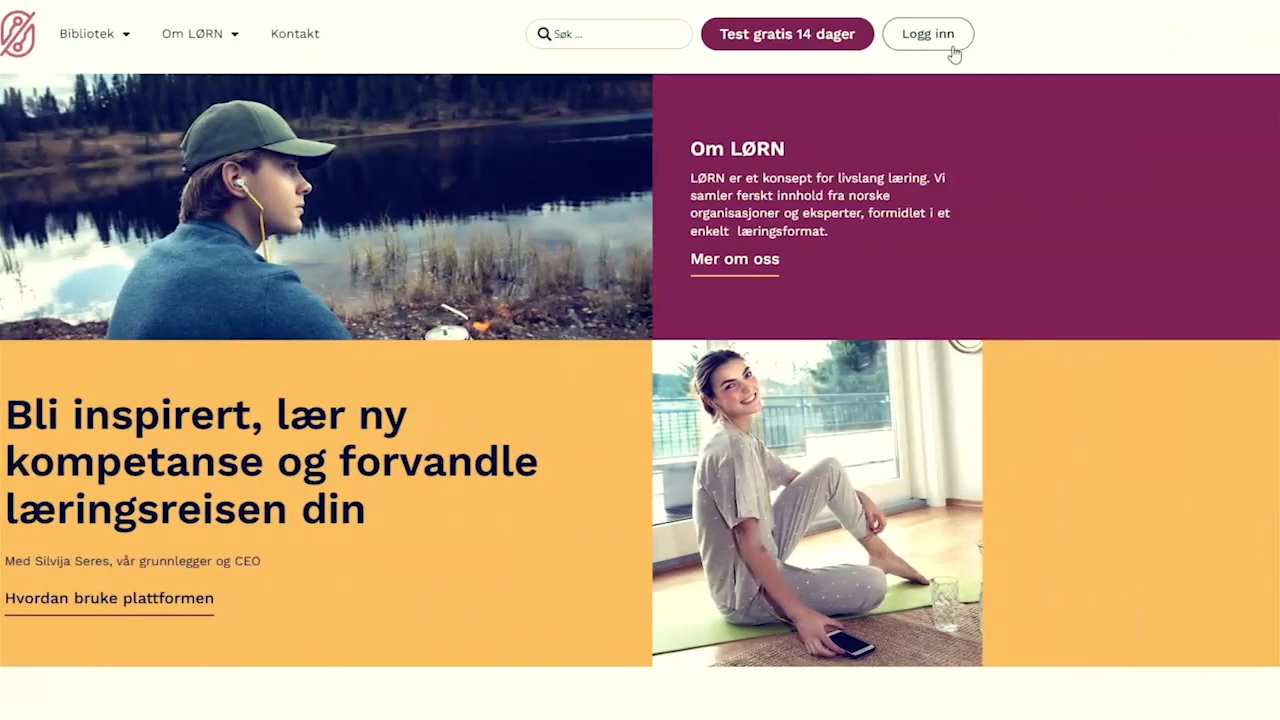 Bibliotek
Om LØRN
Kontakt
Søk ...
Test gratis 14 dager
Logg inn
Om LØRN
LØRN er et konsept for livslang læring. Vi
samler ferskt innhold fra norske
organisasjoner og eksperter, formidlet i et
enkelt læringsformat.
Mer om oss
Bli inspirert, lær ny
kompetanse og forvandle
læringsreisen din
Med Silvija Seres, vår grunnlegger og CEO
Hvordan bruke plattformen